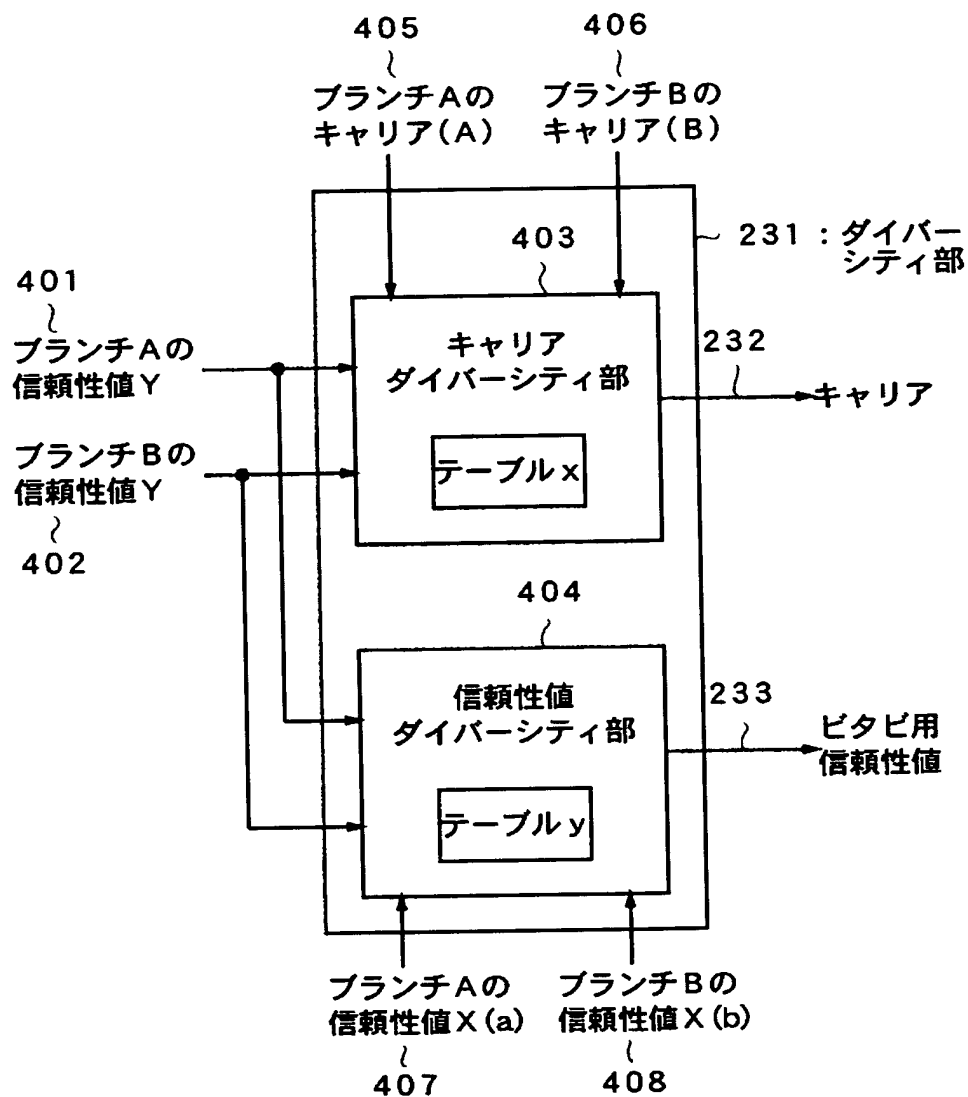 405
ブランチAの
キャリア(A)
406
ブランチBの
キャリア(B)
231：ダイバー
シティ部
401
ブランチAの
信頼性値Y
ブランチBの
信頼性値Y
402
403
キャリア
ダイバーシティ部
テーブルx
232
キャリア
404
信頼性値
ダイバーシティ部
テーブルy
233
ビタビ用
信頼性値
ブランチAの
信頼性値X(a)
407
ブランチBの
信頼性値X(b)
408